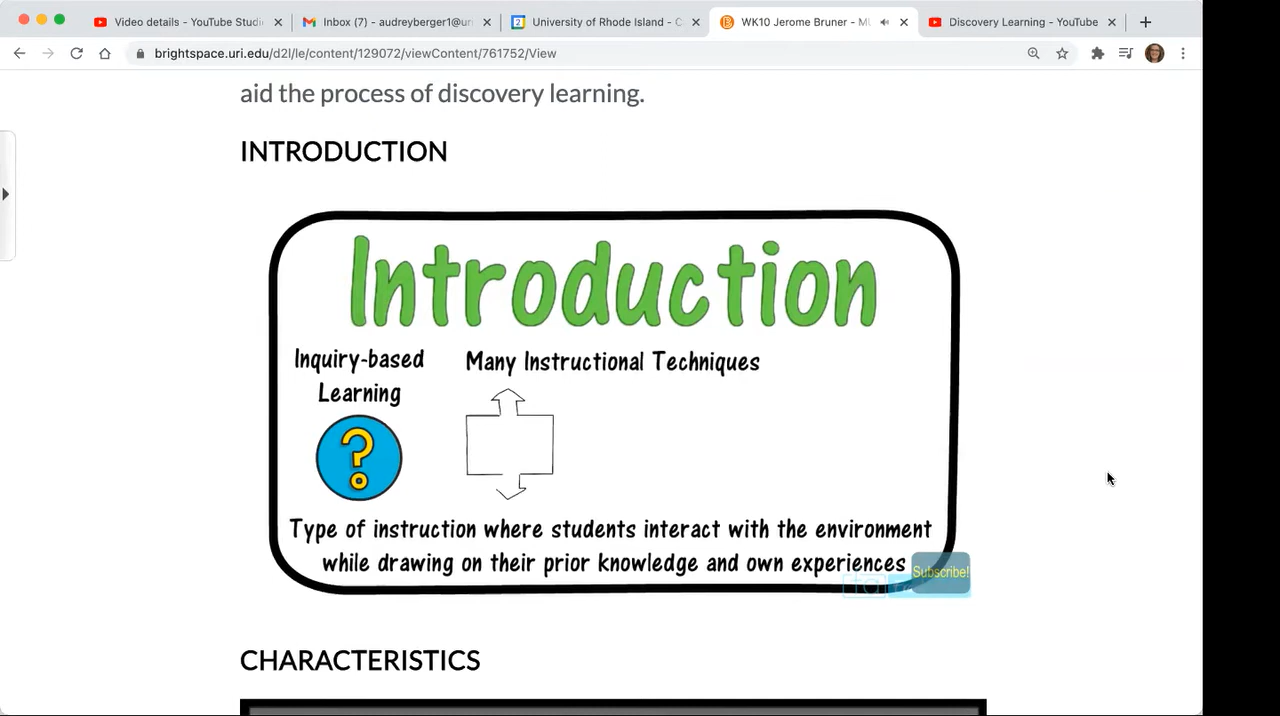 Video details - YouTube Studi
Inbox (7) - audreyberger1@ur
University of Rhode Island - C
WK10 Jerome Bruner - MU
Discovery Learning - YouTube
brightspace.uri.edu/d2l/le/content/129072/viewContent/761752/View
aid the process of discovery learning.
INTRODUCTION
Introduction
Inquiry-based
Learning
Many Instructional Techniques
?
Type of instruction where students interact with the environment
while drawing on their prior knowledge and own experiences
Subscribe!
CHARACTERISTICS